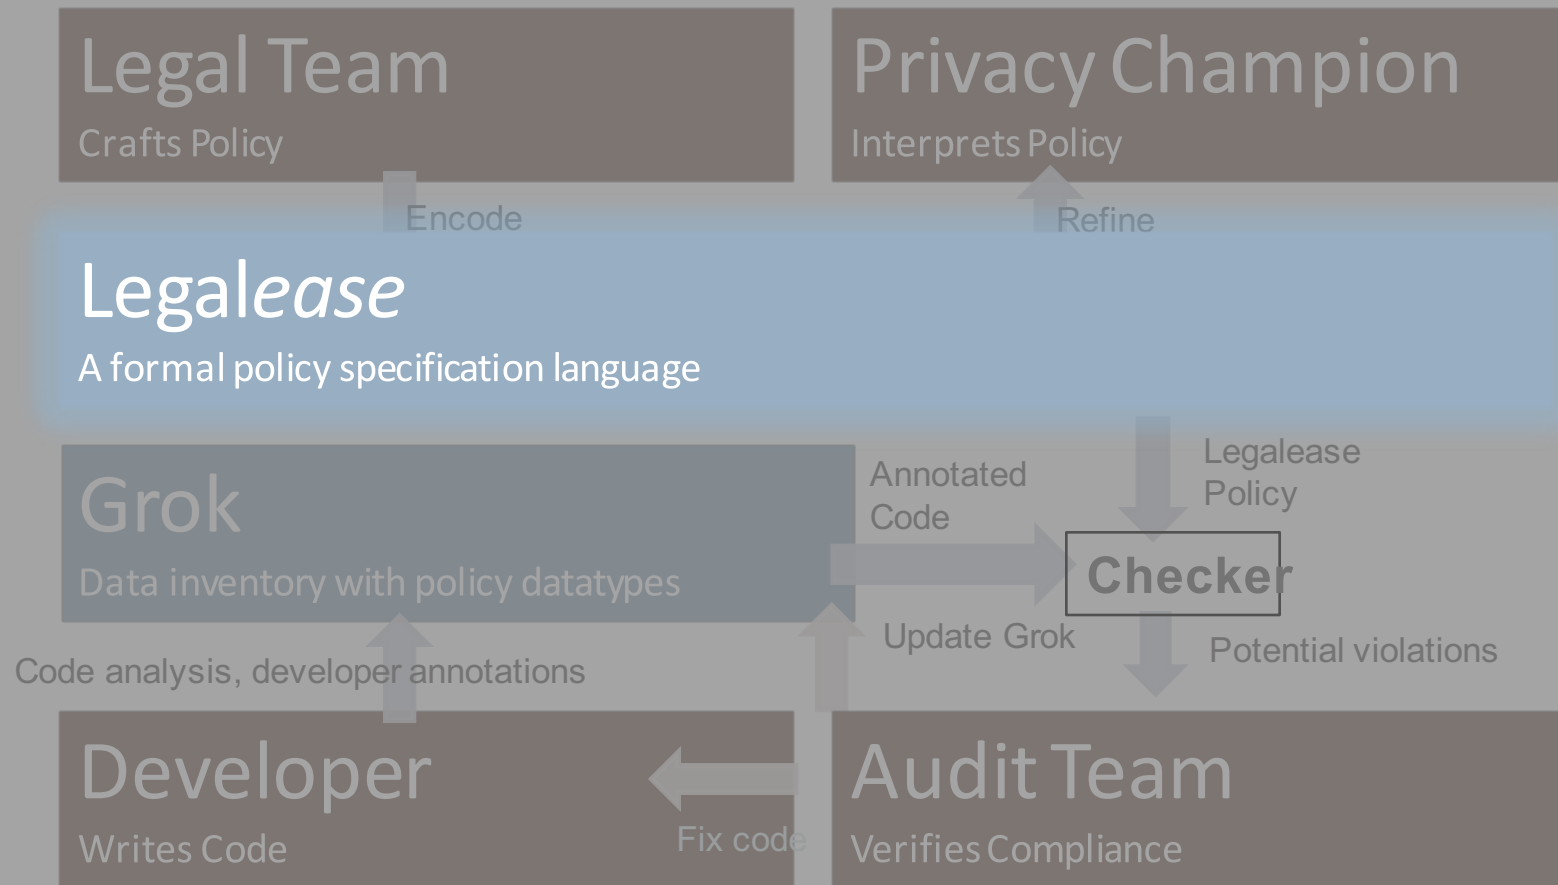 Legal Team
Crafts Policy
Privacy Champion
Interprets Policy
Encode
Refine
Legalease
A formal policy specification language
Legalease
Policy
Grok
Data inventory with policy datatypes
Annotated
Code
Checker
Update Grok
Potential violations
Code analysis, developer annotations
Developer
Writes Code
Fix code
Audit Team
Verifies Compliance